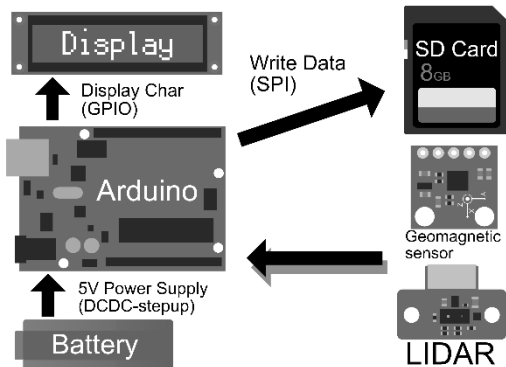 Display
Display Char
(GPIO)
Write Data
(SPI)
SD Card
8GB
Arduino
Geomagnetic
sensor
5V Power Supply
(DCDC-stepup)
Battery
LIDAR